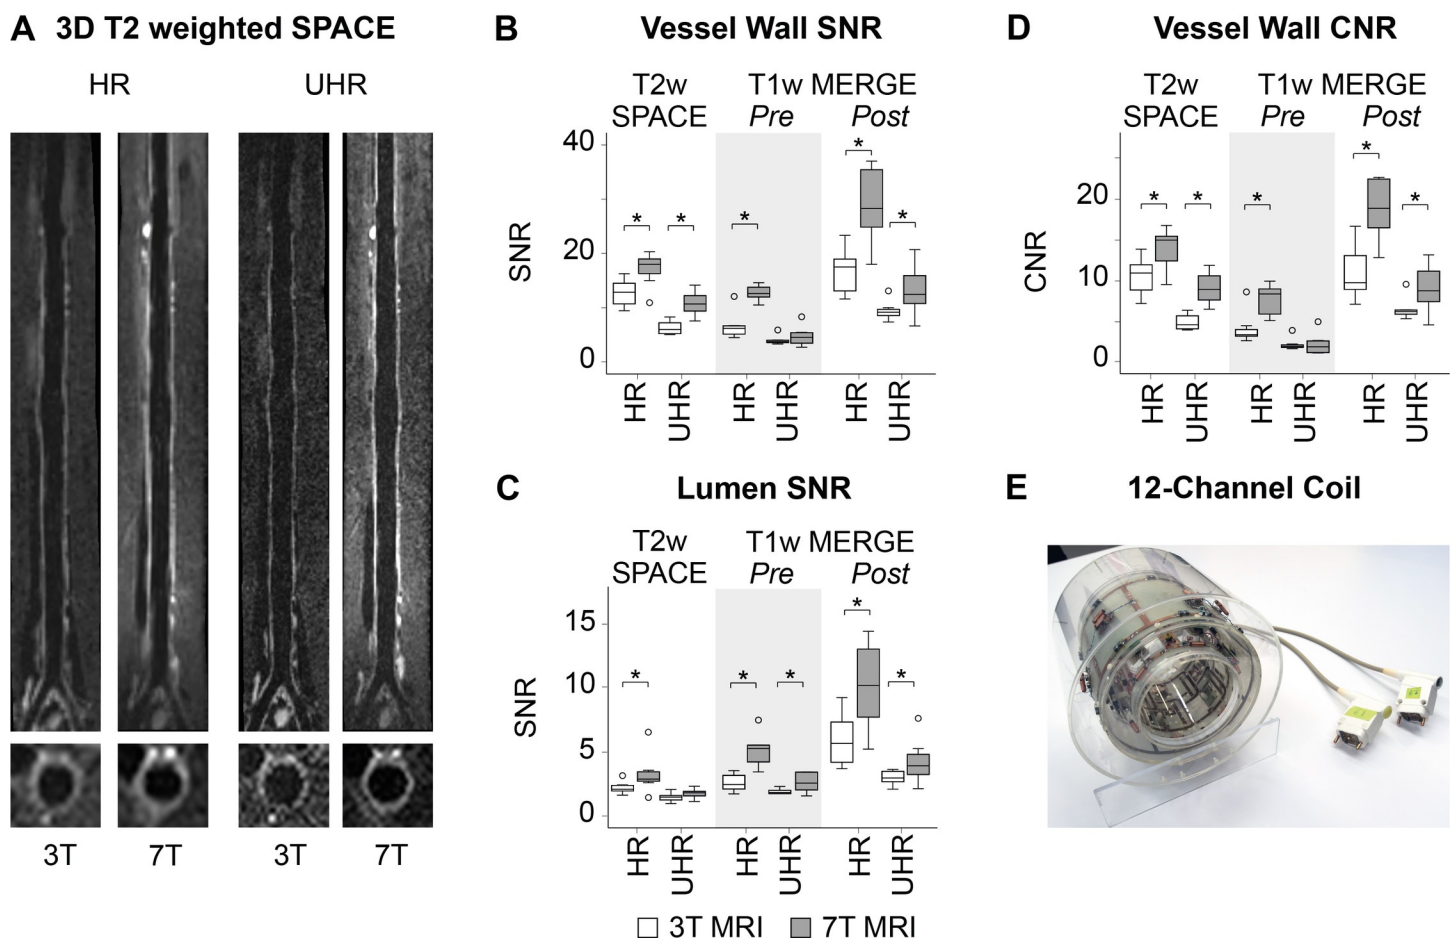 A 3D T2 weighted SPACE
HR UHR
3T 7T 3T 7T
B Vessel Wall SNR
T2w T1w MERGE
SPACE Pre Post
SNR
40
20
0
* * * * *
HR UHR HR UHR HR UHR
C Lumen SNR
T2w T1w MERGE
SPACE Pre Post
SNR
15
10
5
0
* * * * *
HR UHR HR UHR HR UHR
3T MRI 7T MRI
D Vessel Wall CNR
T2w T1w MERGE
SPACE Pre Post
CNR
20
10
0
* * * * *
HR UHR HR UHR HR UHR
E 12-Channel Coil